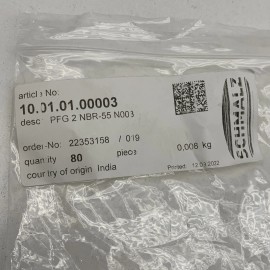 article No:
10.01.01.00003
desc PFG 2 NBR-55 N003
order-No: 22353158 / 019
0,008 kg
quantity 80 pieces
country of origin India
Printed
SCHMALZ